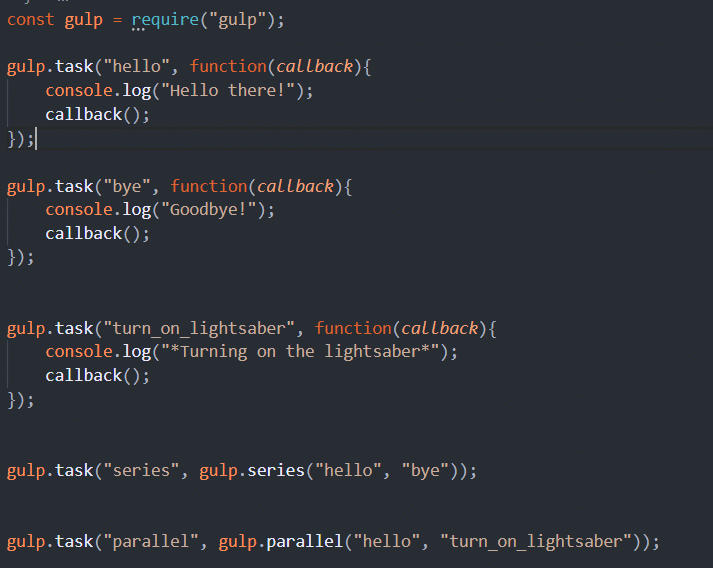 const gulp = require("gulp");
gulp.task("hello", function(callback){
    console.log("Hello there!");
    callback();
});
gulp.task("bye", function(callback){
    console.log("Goodbye!");
    callback();
});
gulp.task("turn_on_lightsaber", function(callback){
    console.log("*Turning on the lightsaber*");
    callback();
});
gulp.task("series", gulp.series("hello", "bye"));
gulp.task("parallel", gulp.parallel("hello", "turn_on_lightsaber"));